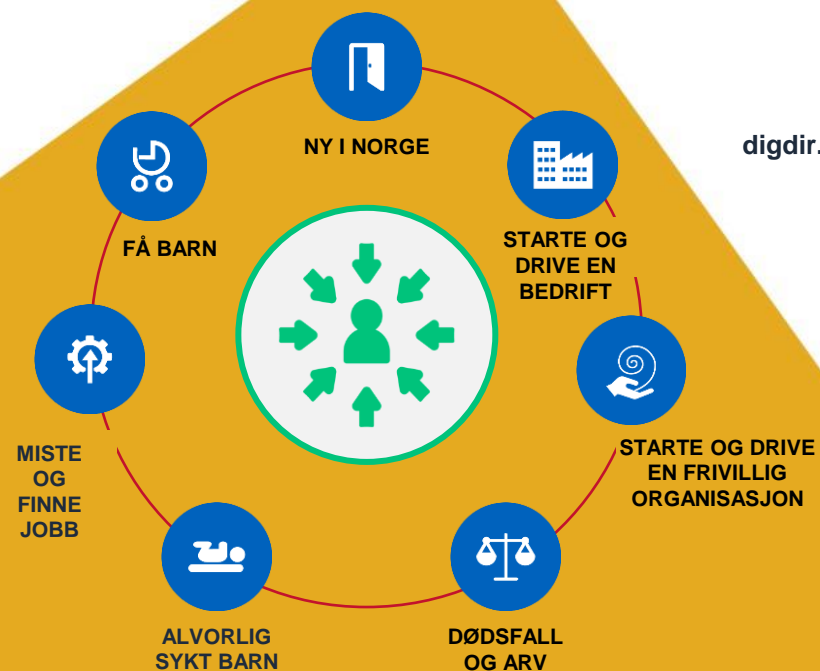 NY I NORGE
digdir.
STARTE OG
DRIVE EN
BEDRIFT
FÅ BARN
STARTE OG DRIVE
EN FRIVILLIG
ORGANISASJON
MISTE
OG
FINNE
JOBB
DØDSFALL
OG ARV
ALVORLIG
SYKT BARN